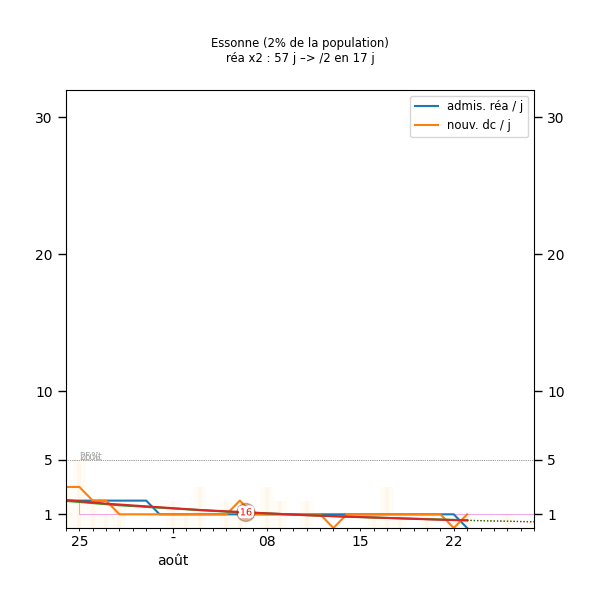 Essonne (2% de la population)
réa x2 : 57 j –> /2 en 17 j
admis. réa / j
nouv. dc / j
30 30
20 20
10 10
5 5
1 1
16
25 - 08 15 22
août